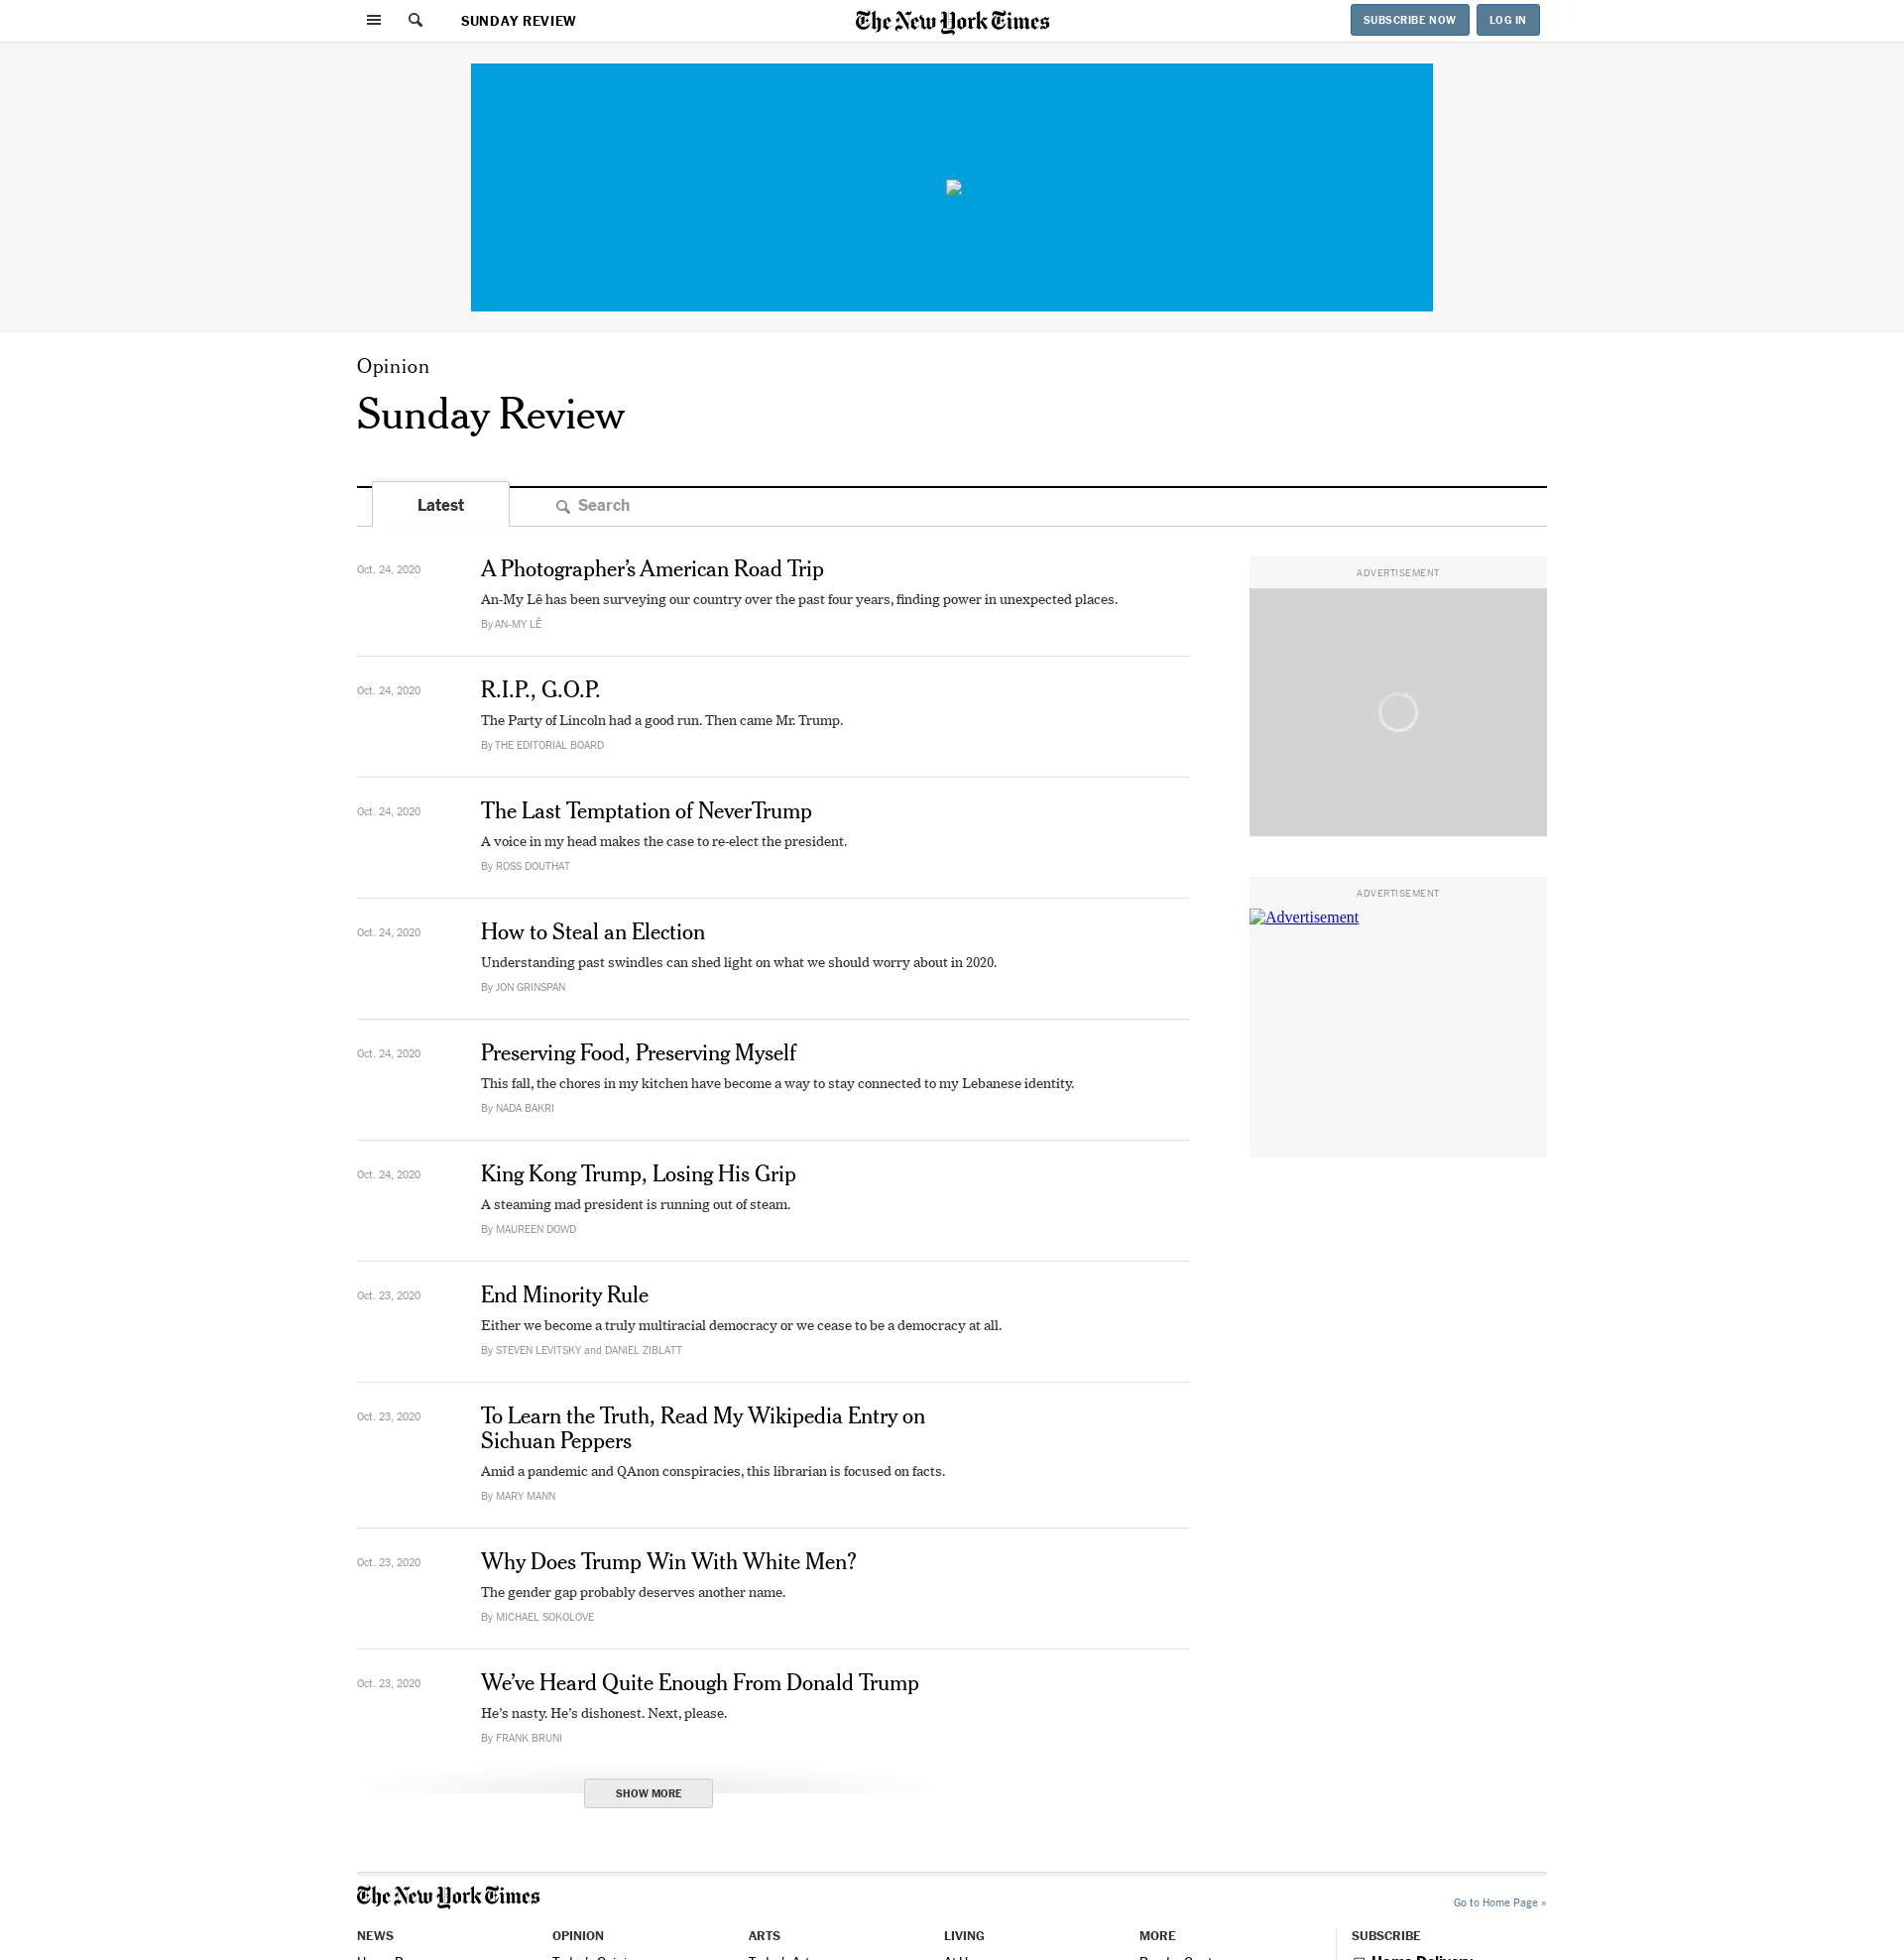 SUNDAY REVIEW
The New York Times
SUBSCRIBE NOW
LOG IN
Opinion
Sunday Review
Latest
Search
Oct. 24, 2020
A Photographer’s American Road Trip
An-My Lê has been surveying our country over the past four years, finding power in unexpected places.
By AN-MY LÊ
Oct. 24, 2020
R.I.P., G.O.P.
The Party of Lincoln had a good run. Then came Mr. Trump.
By THE EDITORIAL BOARD
Oct. 24, 2020
The Last Temptation of NeverTrump
A voice in my head makes the case to re-elect the president.
By ROSS DOUTHAT
Oct. 24, 2020
How to Steal an Election
Understanding past swindles can shed light on what we should worry about in 2020.
By JON GRINSPAN
Oct. 24, 2020
Preserving Food, Preserving Myself
This fall, the chores in my kitchen have become a way to stay connected to my Lebanese identity.
By NADA BAKRI
Oct. 24, 2020
King Kong Trump, Losing His Grip
A steaming mad president is running out of steam.
By MAUREEN DOWD
Oct. 23, 2020
End Minority Rule
Either we become a truly multiracial democracy or we cease to be a democracy at all.
By STEVEN LEVITSKY and DANIEL ZIBLATT
Oct. 23, 2020
To Learn the Truth, Read My Wikipedia Entry on
Sichuan Peppers
Amid a pandemic and QAnon conspiracies, this librarian is focused on facts.
By MARY MANN
Oct. 23, 2020
Why Does Trump Win With White Men?
The gender gap probably deserves another name.
By MICHAEL SOKOLOVE
Oct. 23, 2020
We’ve Heard Quite Enough From Donald Trump
He’s nasty. He’s dishonest. Next, please.
By FRANK BRUNI
SHOW MORE
ADVERTISEMENT
ADVERTISEMENT
Advertisement
The New York Times
Go to Home Page »
NEWS
OPINION
ARTS
LIVING
MORE
SUBSCRIBE
Home Delivery